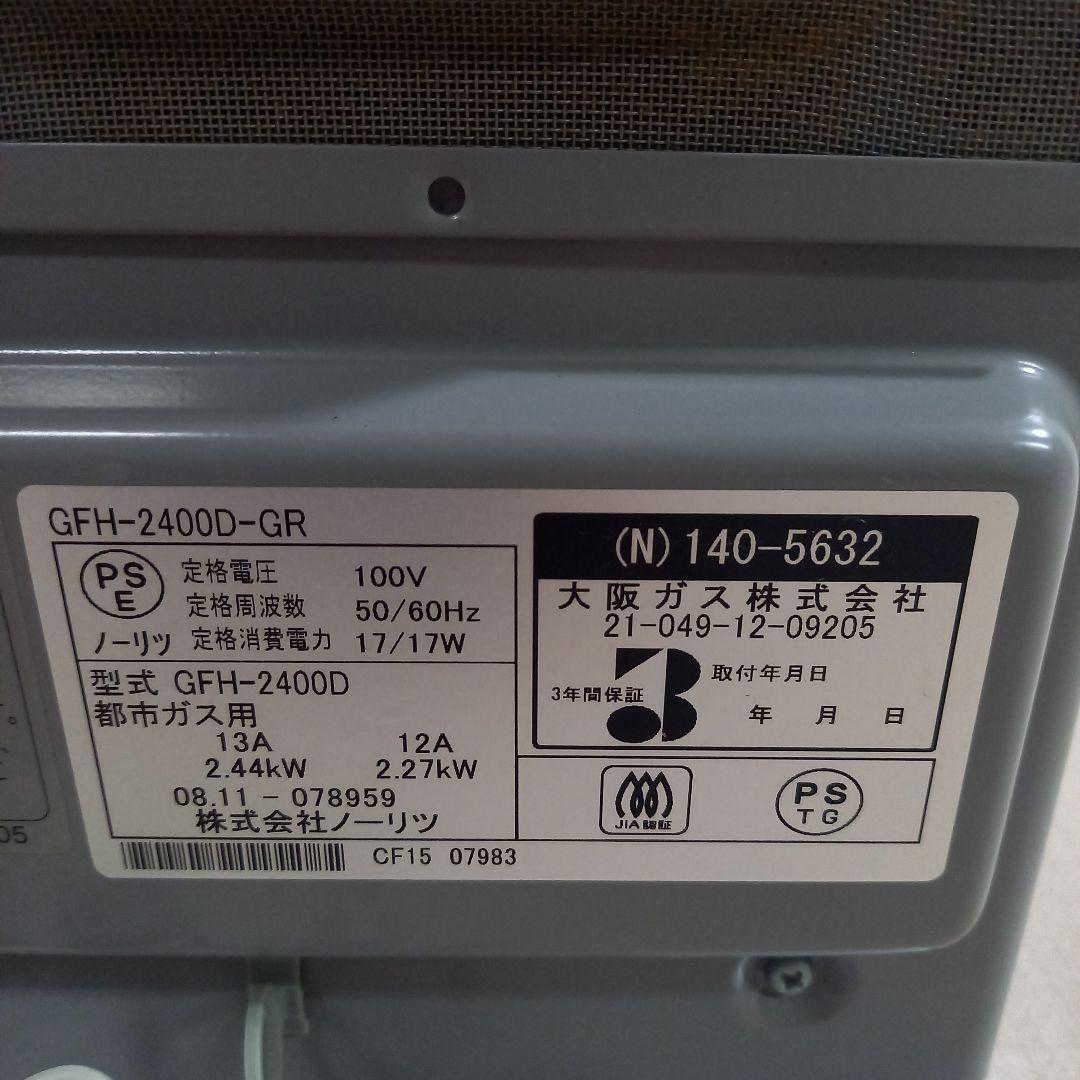 GFH-2400D-GR
PS
E
定格電圧 100V
定格周波数 50/60Hz
ノーリツ 定格消費電力 17/17W
型式 GFH-2400D
都市ガス用
13A 12A
2.44kW 2.27kW
08.11 - 078959
株式会社ノーリツ
CF15 07983
(N) 140-5632
大阪ガス株式会社
21-049-12-09205
3年間保証
3
取付年月日
年 月 日
JIA認証
PS
TG
05